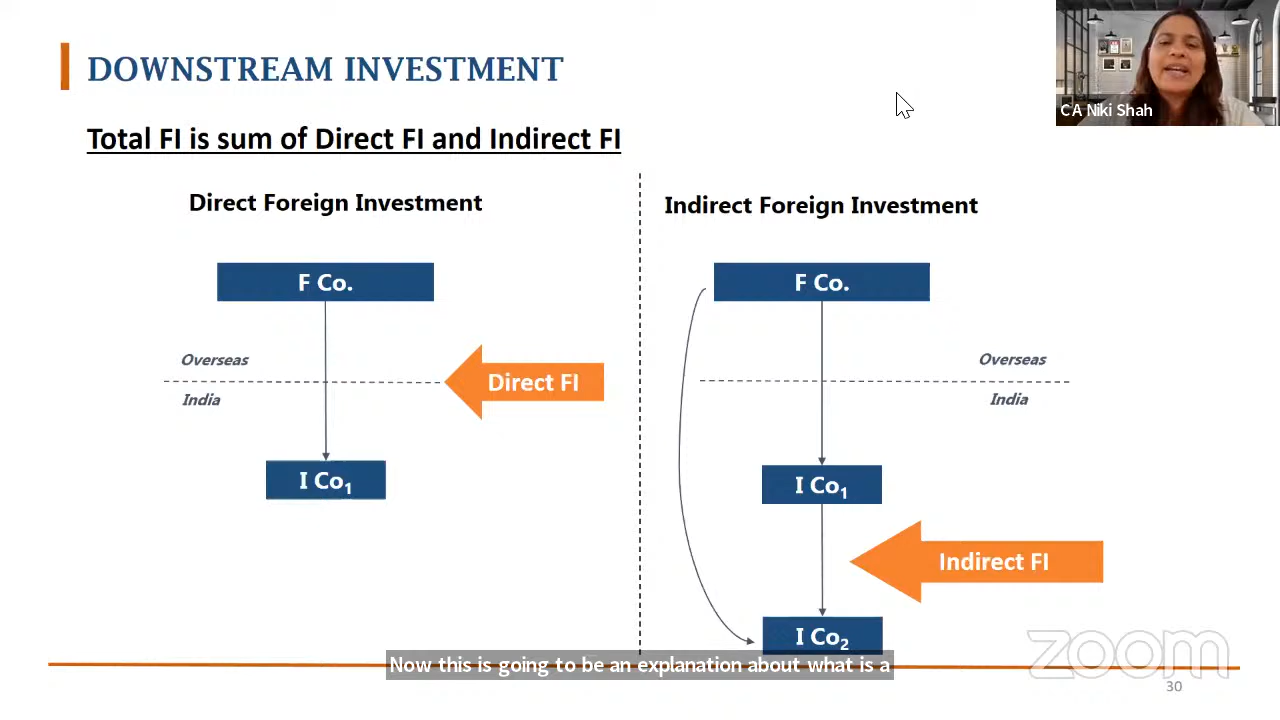 DOWNSTREAM INVESTMENT
CA Niki Shah
Total FI is sum of Direct FI and Indirect FI
Direct Foreign Investment
F Co.
Overseas
India
Direct FI
I Co1
Indirect Foreign Investment
F Co.
Overseas
India
I Co1
Indirect FI
I Co2
Now this is going to be an explanation about what is a
zoom
30